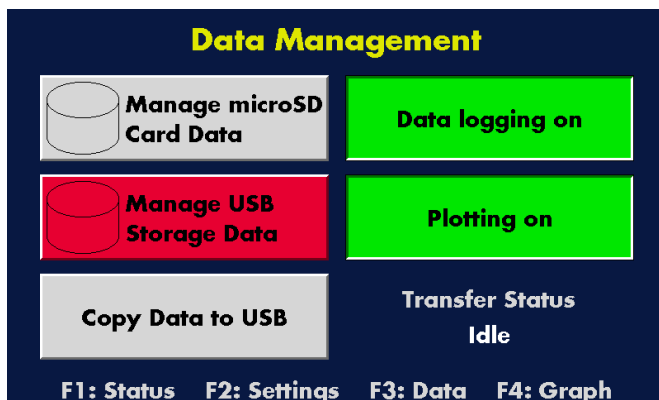 Data Management
Manage microSD
Card Data
Data logging on
Manage USB
Storage Data
Plotting on
Copy Data to USB
Transfer Status
Idle
F1: Status F2: Settings F3: Data F4: Graph